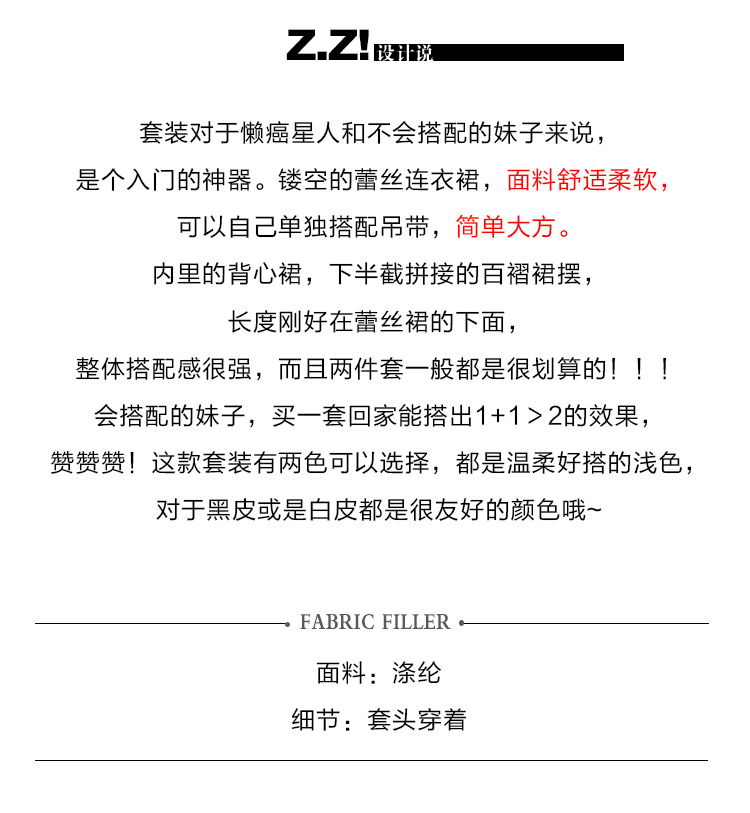 Z.Z! 设计说
套装对于懒癌星人和不会搭配的妹子来说，
是个入门的神器。镂空的蕾丝连衣裙，面料舒适柔软，
可以自己单独搭配吊带，简单大方。
内里的背心裙，下半截拼接的百褶裙摆，
长度刚好在蕾丝裙的下面，
整体搭配感很强，而且两件套一般都是很划算的！！！
会搭配的妹子，买一套回家能搭出1+1＞2的效果，
赞赞赞！这款套装有两色可以选择，都是温柔好搭的浅色，
对于黑皮或是白皮都是很友好的颜色哦~
FABRIC FILLER
面料：涤纶
细节：套头穿着